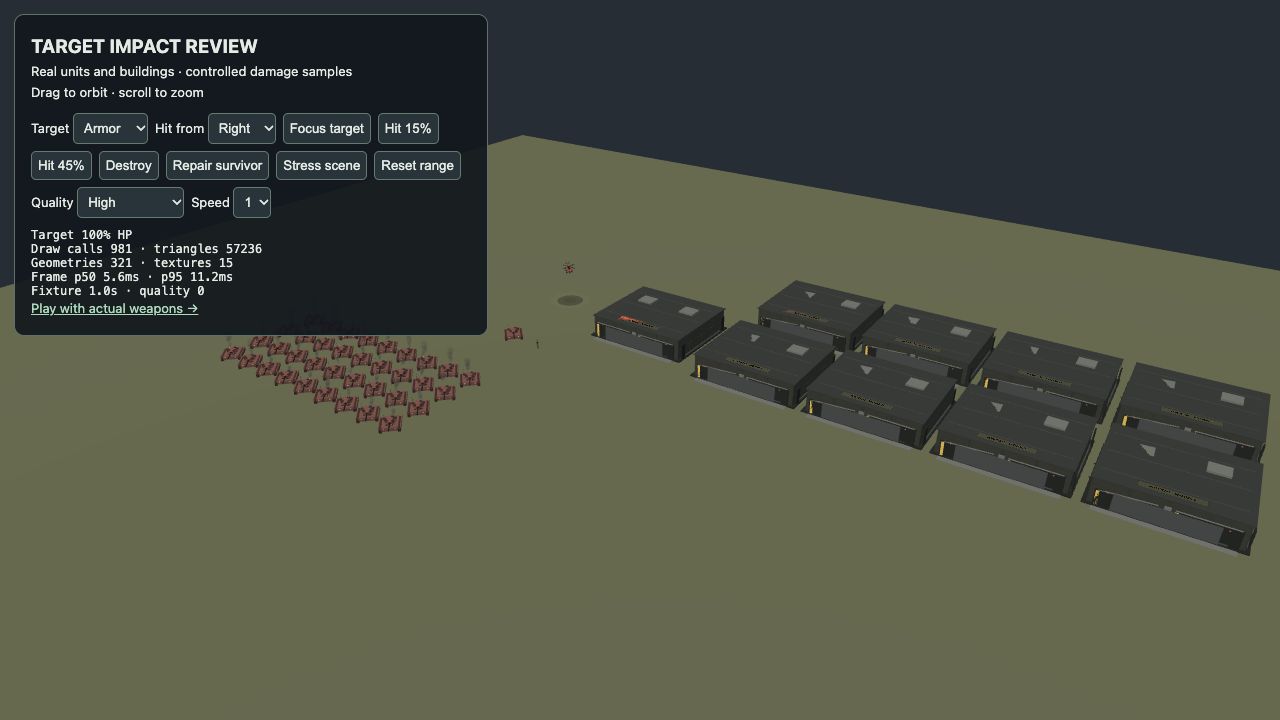 TARGET IMPACT REVIEW
Real units and buildings · controlled damage samples
Drag to orbit · scroll to zoom
Target Armor Hit from Right Focus target Hit 15%
Hit 45% Destroy Repair survivor Stress scene Reset range
Quality High Speed 1
Target 100% HP
Draw calls 981 · triangles 57236
Geometries 321 · textures 15
Frame p50 5.6ms · p95 11.2ms
Fixture 1.0s · quality 0
Play with actual weapons →